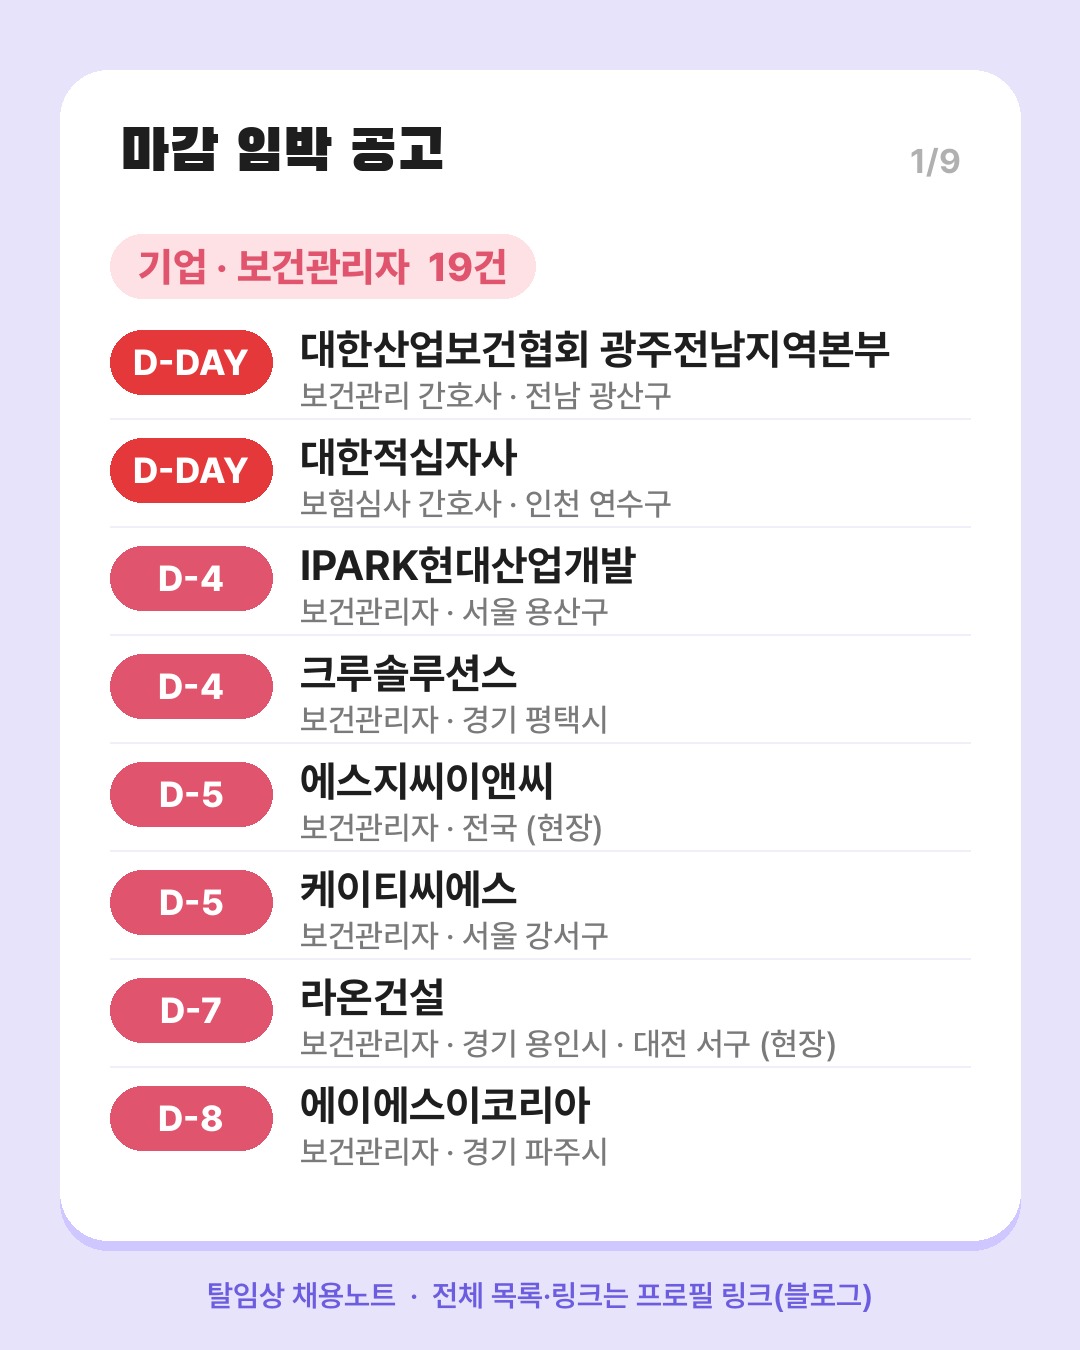 마감 임박 공고
1/9
기업 · 보건관리자 19건
D-DAY
대한산업보건협회 광주전남지역본부
보건관리 간호사 · 전남 광산구
D-DAY
대한적십자사
보험심사 간호사 · 인천 연수구
D-4
IPARK현대산업개발
보건관리자 · 서울 용산구
D-4
크루솔루션스
보건관리자 · 경기 평택시
D-5
에스지씨이앤씨
보건관리자 · 전국 (현장)
D-5
케이티씨에스
보건관리자 · 서울 강서구
D-7
라온건설
보건관리자 · 경기 용인시 · 대전 서구 (현장)
D-8
에이에스이코리아
보건관리자 · 경기 파주시
탈임상 채용노트 · 전체 목록·링크는 프로필 링크(블로그)